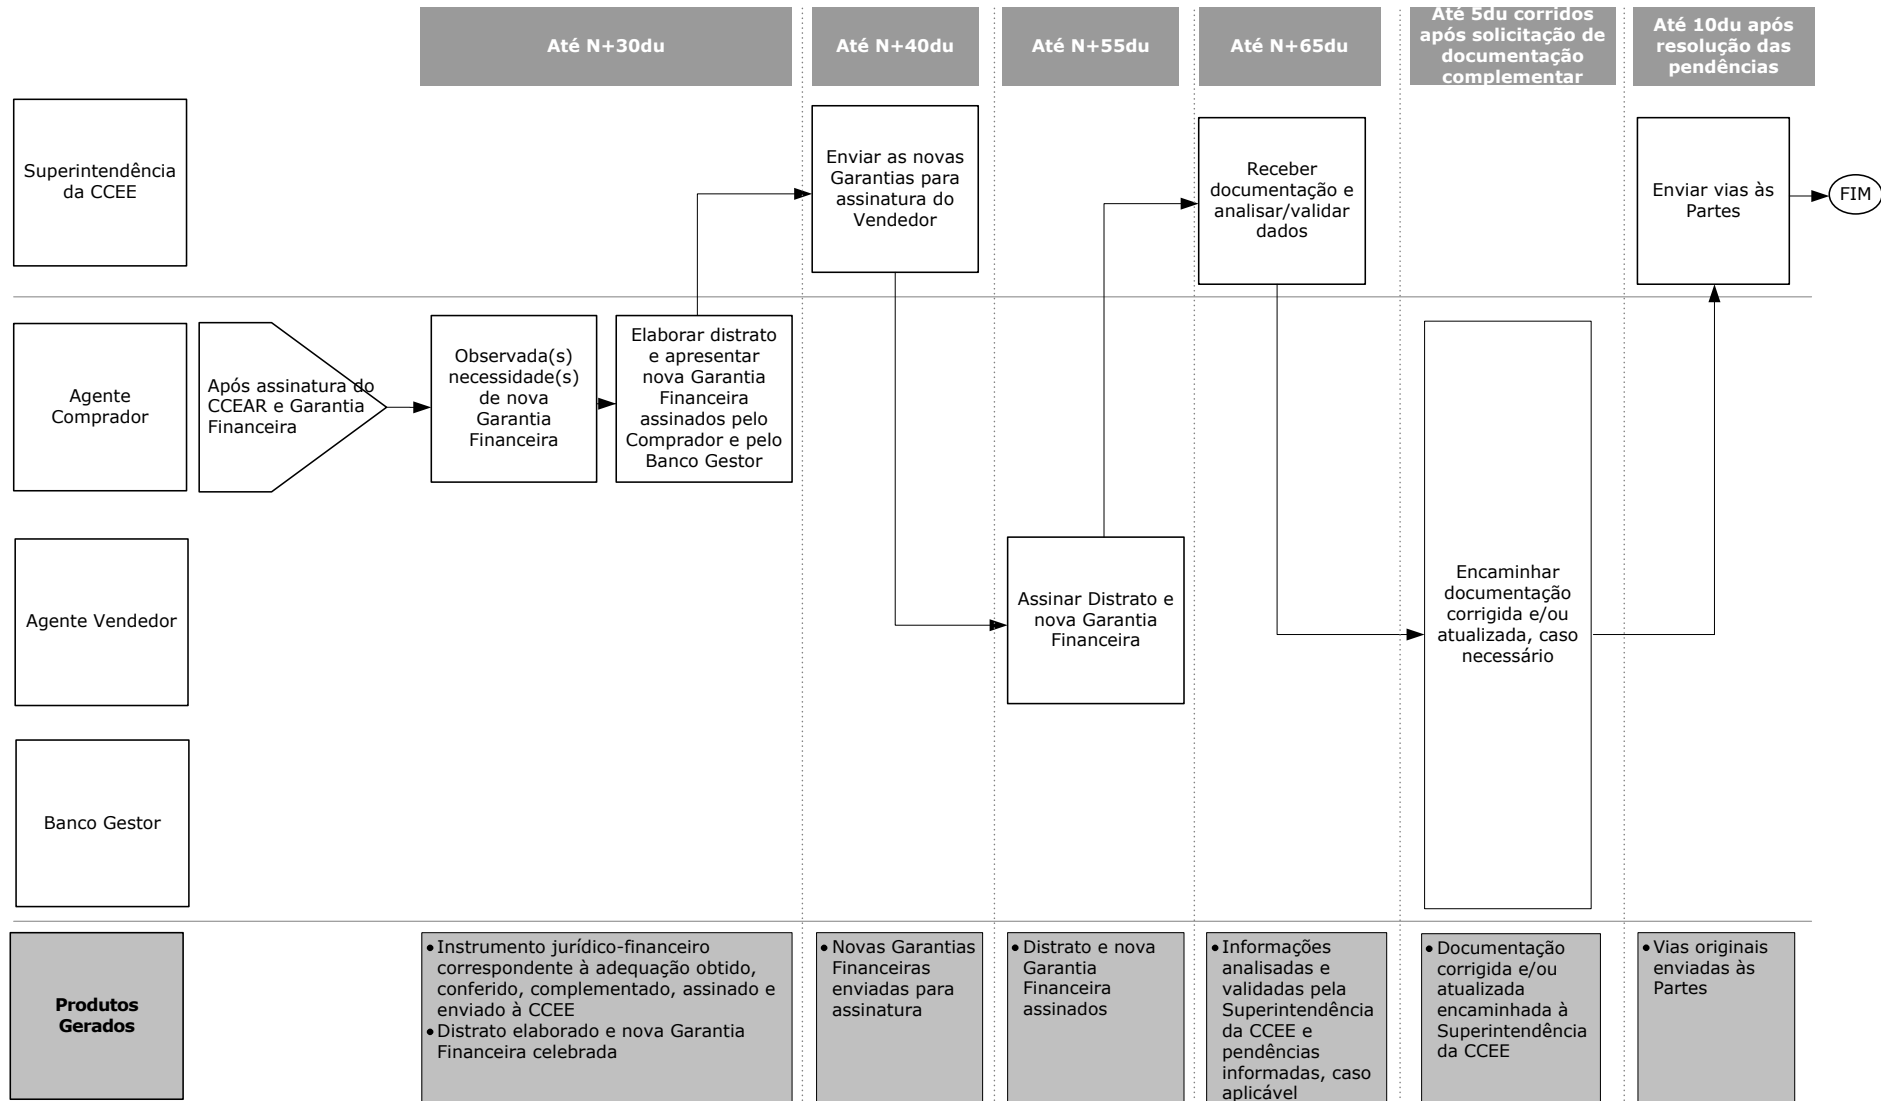 Até N+30du
Até N+40du
Até N+55du
Até N+65du
Até 5du corridos
após solicitação de
documentação
complementar
Até 10du após
resolução das
pendências
Superintendência
da CCEE
Enviar as novas
Garantias para
assinatura do
Vendedor
Receber
documentação e
analisar/validar
dados
Enviar vias às
Partes
FIM
Agente
Comprador
Após assinatura do
CCEAR e Garantia
Financeira
Observada(s)
necessidade(s)
de nova
Garantia
Financeira
Elaborar distrato
e apresentar
nova Garantia
Financeira
assinados pelo
Comprador e pelo
Banco Gestor
Agente Vendedor
Assinar Distrato e
nova Garantia
Financeira
Encaminhar
documentação
corrigida e/ou
atualizada, caso
necessário
Banco Gestor
Produtos
Gerados
• Instrumento jurídico-financeiro
correspondente à adequação obtido,
conferido, complementado, assinado e
enviado à CCEE
• Distrato elaborado e nova Garantia
Financeira celebrada
• Novas Garantias
Financeiras
enviadas para
assinatura
• Distrato e nova
Garantia
Financeira
assinados
• Informações
analisadas e
validadas pela
Superintendência
da CCEE e
pendências
informadas, caso
aplicável
• Documentação
corrigida e/ou
atualizada
encaminhada à
Superintendência
da CCEE
• Vias originais
enviadas às
Partes